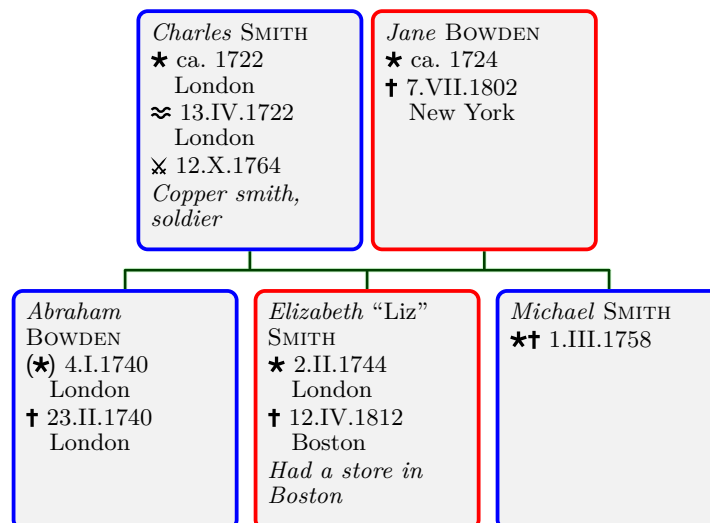 Charles SMITH
★ ca. 1722
London
≈ 13.IV.1722
London
⚔ 12.X.1764
Copper smith,
soldier
Jane BOWDEN
★ ca. 1724
† 7.VII.1802
New York
Abraham
BOWDEN
(★) 4.I.1740
London
† 23.II.1740
London
Elizabeth “Liz”
SMITH
★ 2.II.1744
London
† 12.IV.1812
Boston
Had a store in
Boston
Michael SMITH
★† 1.III.1758